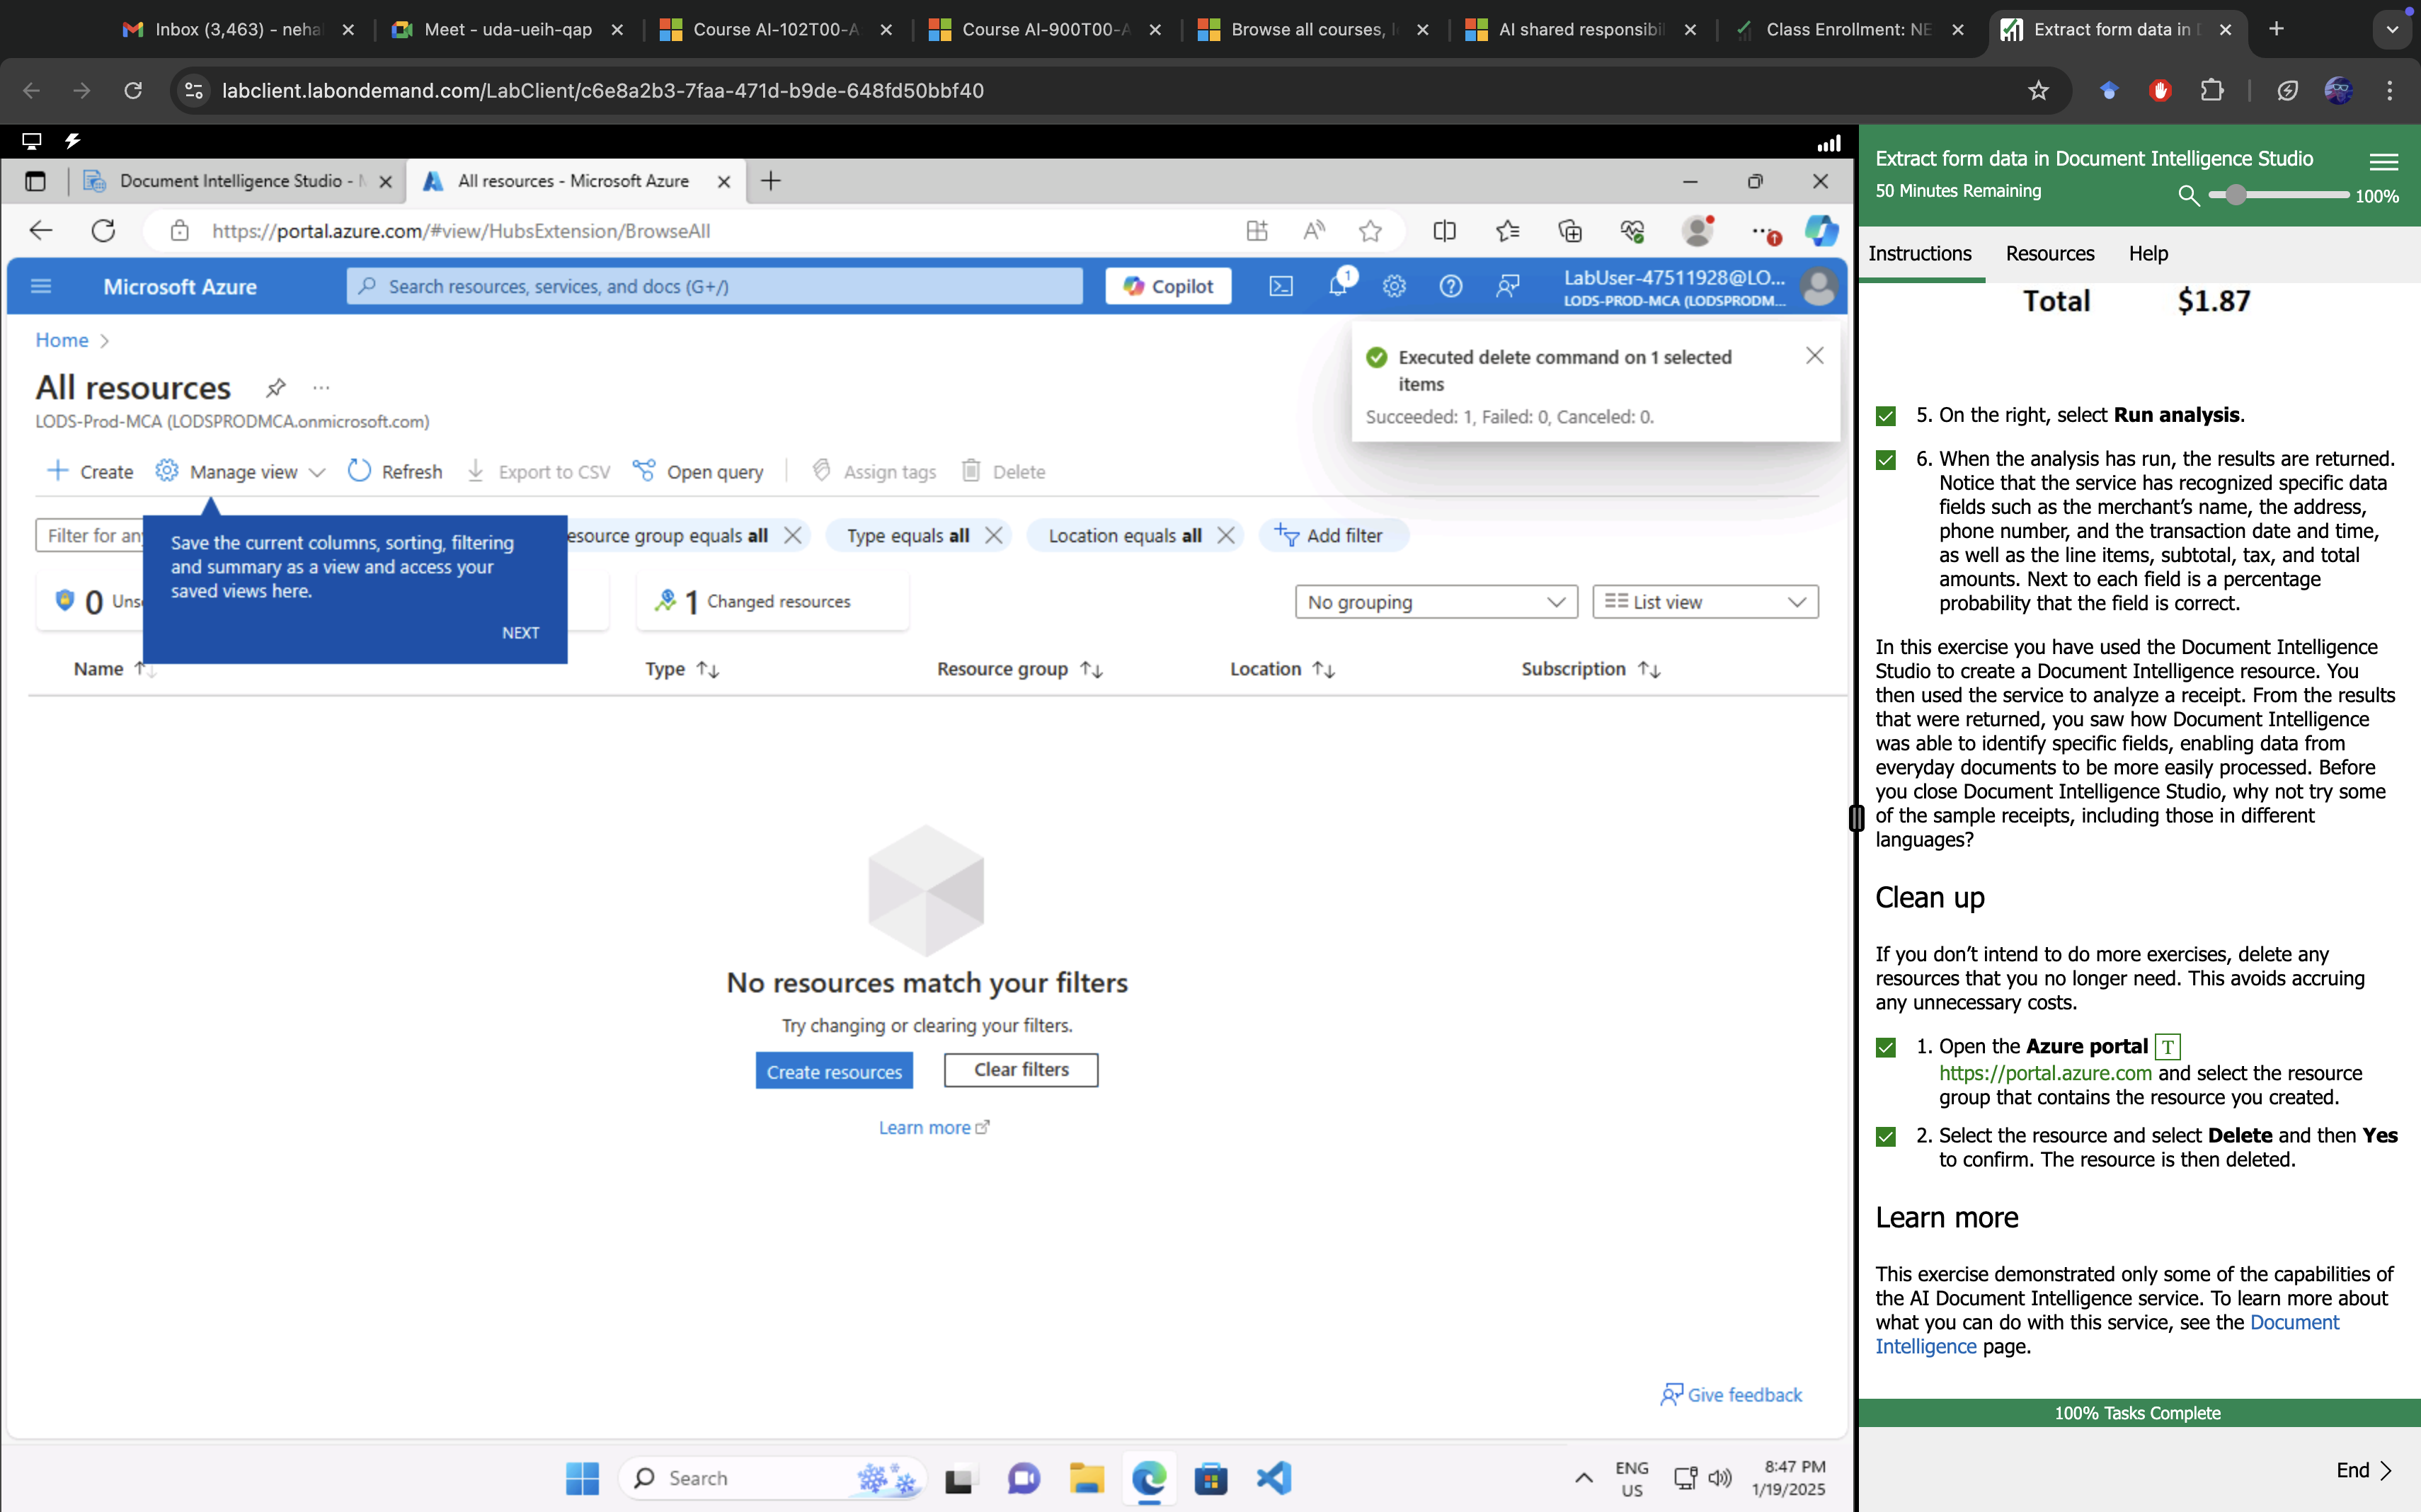 Inbox (3,463) - neha
Meet - uda-ueih-qap
Course AI-102T00-A
Course AI-900T00-A
Browse all courses, l
AI shared responsibil
Class Enrollment: NE
Extract form data in D
labclient.labondemand.com/LabClient/c6e8a2b3-7faa-471d-b9de-648fd50bbf40
Document Intelligence Studio -
All resources - Microsoft Azure
https://portal.azure.com/#view/HubsExtension/BrowseAll
Microsoft Azure
Search resources, services, and docs (G+/)
Copilot
1
LabUser-47511928@LO...
LODS-PROD-MCA (LODSPRODM...
Home
All resources
LODS-Prod-MCA (LODSPRODMCA.onmicrosoft.com)
Executed delete command on 1 selected
items
Succeeded: 1, Failed: 0, Canceled: 0.
Create
Manage view
Refresh
Export to CSV
Open query
Assign tags
Delete
Filter for any
Save the current columns, sorting, filtering
and summary as a view and access your
saved views here.
NEXT
esource group equals all
Type equals all
Location equals all
Add filter
0 Unse
1 Changed resources
No grouping
List view
Name
Type
Resource group
Location
Subscription
No resources match your filters
Try changing or clearing your filters.
Create resources
Clear filters
Learn more
Give feedback
Search
ENG
US
8:47 PM
1/19/2025
Extract form data in Document Intelligence Studio
50 Minutes Remaining
100%
Instructions
Resources
Help
Total $1.87
5. On the right, select Run analysis.
6. When the analysis has run, the results are returned.
Notice that the service has recognized specific data
fields such as the merchant’s name, the address,
phone number, and the transaction date and time,
as well as the line items, subtotal, tax, and total
amounts. Next to each field is a percentage
probability that the field is correct.
In this exercise you have used the Document Intelligence
Studio to create a Document Intelligence resource. You
then used the service to analyze a receipt. From the results
that were returned, you saw how Document Intelligence
was able to identify specific fields, enabling data from
everyday documents to be more easily processed. Before
you close Document Intelligence Studio, why not try some
of the sample receipts, including those in different
languages?
Clean up
If you don’t intend to do more exercises, delete any
resources that you no longer need. This avoids accruing
any unnecessary costs.
1. Open the Azure portal T
https://portal.azure.com and select the resource
group that contains the resource you created.
2. Select the resource and select Delete and then Yes
to confirm. The resource is then deleted.
Learn more
This exercise demonstrated only some of the capabilities of
the AI Document Intelligence service. To learn more about
what you can do with this service, see the Document
Intelligence page.
100% Tasks Complete
End